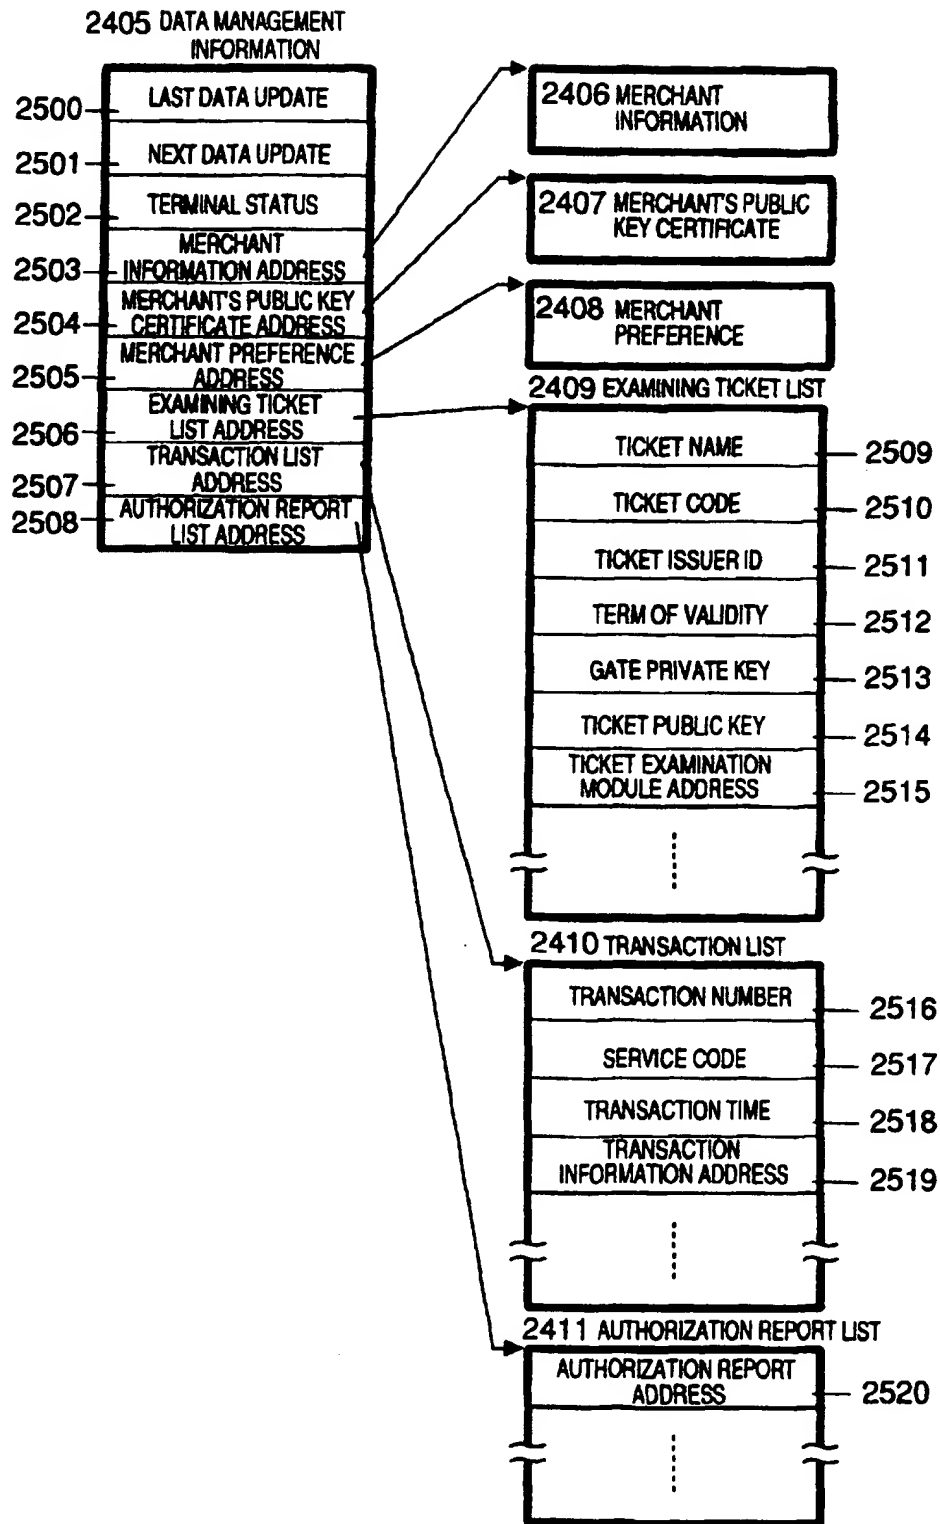 2405 DATA MANAGEMENT
INFORMATION
2500
LAST DATA UPDATE
2501
NEXT DATA UPDATE
2502
TERMINAL STATUS
2503
MERCHANT
INFORMATION ADDRESS
2504
MERCHANT'S PUBLIC KEY
CERTIFICATE ADDRESS
2505
MERCHANT PREFERENCE
ADDRESS
2506
EXAMINING TICKET
LIST ADDRESS
2507
TRANSACTION LIST
ADDRESS
2508
AUTHORIZATION REPORT
LIST ADDRESS
2406 MERCHANT
INFORMATION
2407 MERCHANT'S PUBLIC
KEY CERTIFICATE
2408 MERCHANT
PREFERENCE
2409 EXAMINING TICKET LIST
TICKET NAME
2509
TICKET CODE
2510
TICKET ISSUER ID
2511
TERM OF VALIDITY
2512
GATE PRIVATE KEY
2513
TICKET PUBLIC KEY
2514
TICKET EXAMINATION
MODULE ADDRESS
2515
2410 TRANSACTION LIST
TRANSACTION NUMBER
2516
SERVICE CODE
2517
TRANSACTION TIME
2518
TRANSACTION
INFORMATION ADDRESS
2519
2411 AUTHORIZATION REPORT LIST
AUTHORIZATION REPORT
ADDRESS
2520